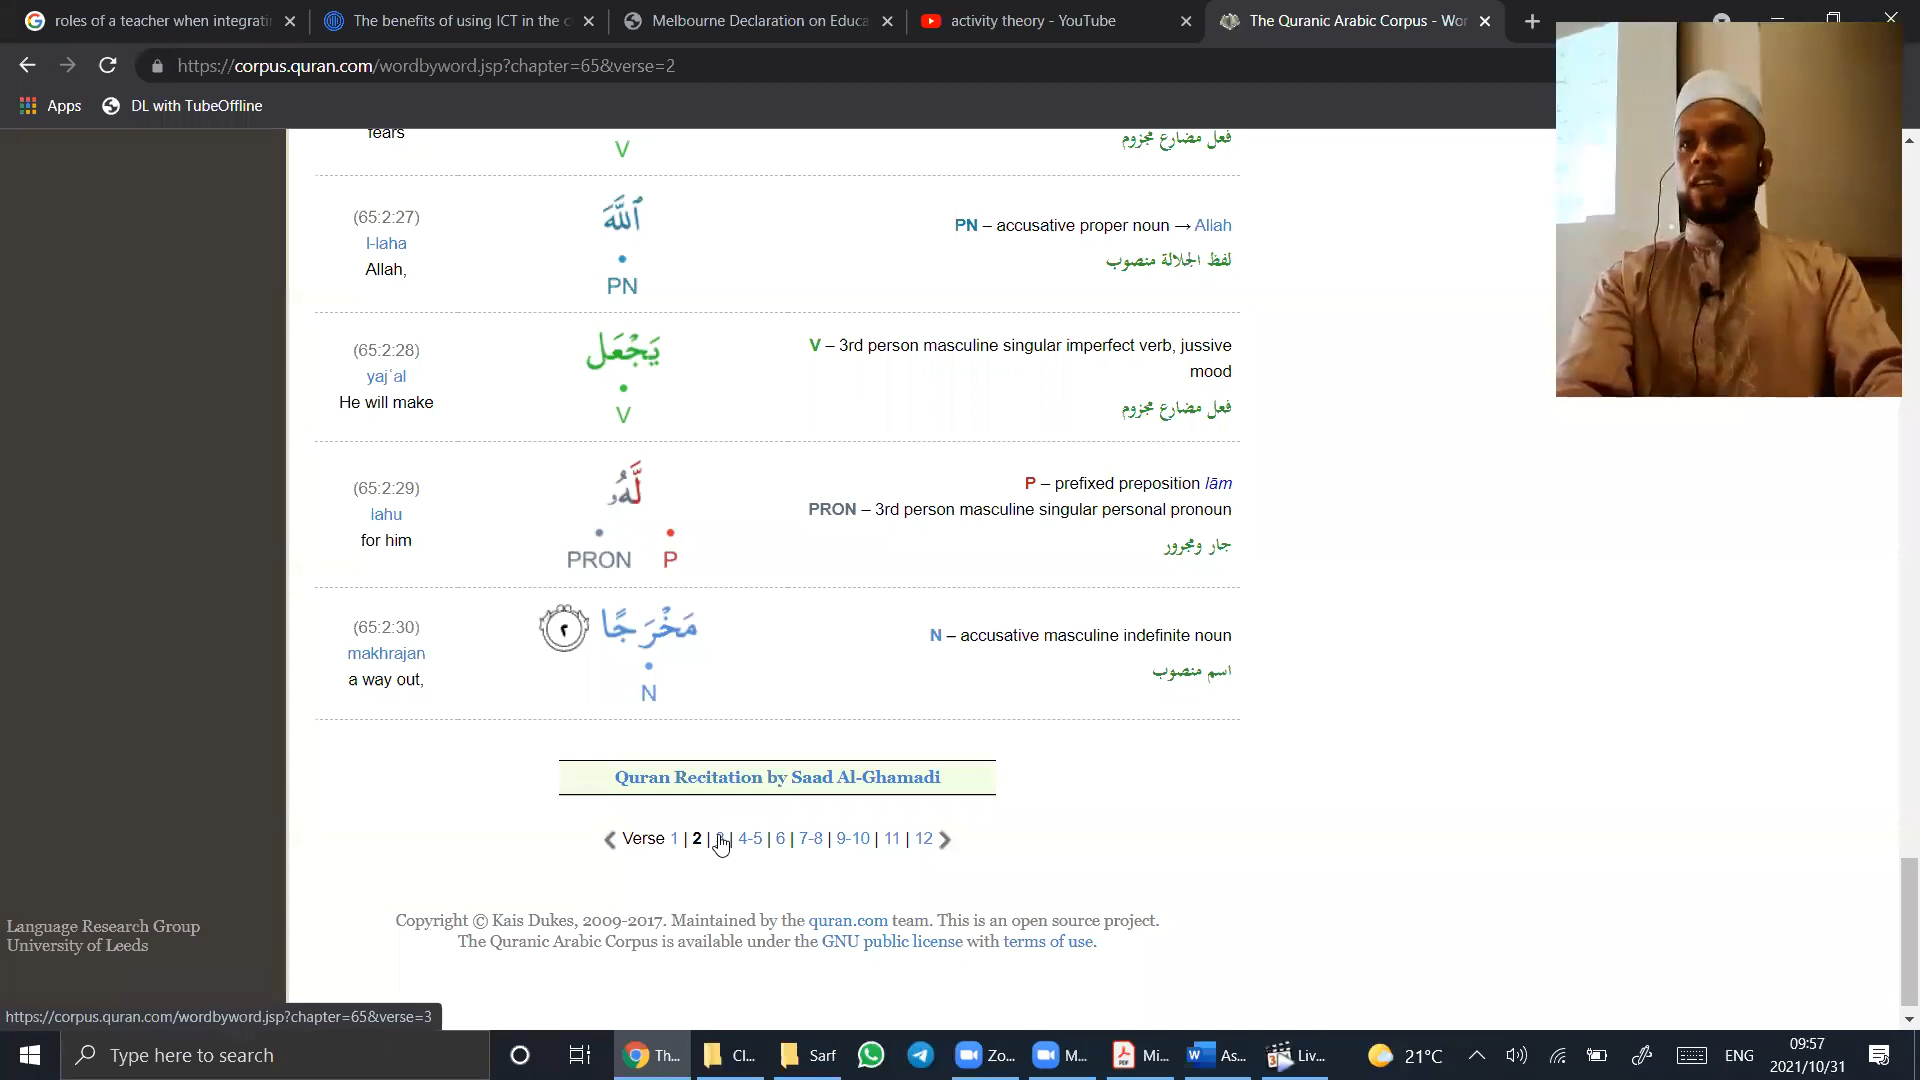 roles of a teacher when integrati
The benefits of using ICT in the c
Melbourne Declaration on Educa
activity theory - YouTube
The Quranic Arabic Corpus - Wor
https://corpus.quran.com/wordbyword.jsp?chapter=65&verse=2
Apps
DL with TubeOffline
fears
V
فعل مضارع مجزوم
(65:2:27)
l-laha
Allah,
ٱللَّهَ
PN
PN – accusative proper noun → Allah
لفظ الجلالة منصوب
(65:2:28)
yajʿal
He will make
يَجْعَل
V
V – 3rd person masculine singular imperfect verb, jussive
mood
فعل مضارع مجزوم
(65:2:29)
lahu
for him
لَّهُۥ
PRON P
P – prefixed preposition lām
PRON – 3rd person masculine singular personal pronoun
جار ومجرور
(65:2:30)
makhrajan
a way out,
مَخْرَجًا ٢
N
N – accusative masculine indefinite noun
اسم منصوب
Quran Recitation by Saad Al-Ghamadi
Verse 1 | 2 | 3 | 4-5 | 6 | 7-8 | 9-10 | 11 | 12
Copyright © Kais Dukes, 2009-2017. Maintained by the quran.com team. This is an open source project.
The Quranic Arabic Corpus is available under the GNU public license with terms of use.
Language Research Group
University of Leeds
https://corpus.quran.com/wordbyword.jsp?chapter=65&verse=3
Type here to search
Th...
Cl...
Sarf
Zo...
M...
Mi...
As...
Liv...
21°C
ENG
09:57
2021/10/31